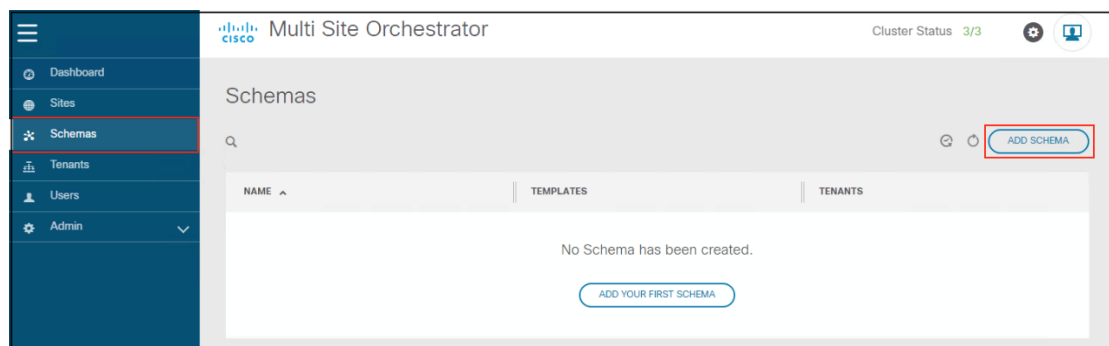 CISCO Multi Site Orchestrator
Cluster Status 3/3
Dashboard
Sites
Schemas
Tenants
Users
Admin
Schemas
ADD SCHEMA
NAME TEMPLATES TENANTS
No Schema has been created.
ADD YOUR FIRST SCHEMA